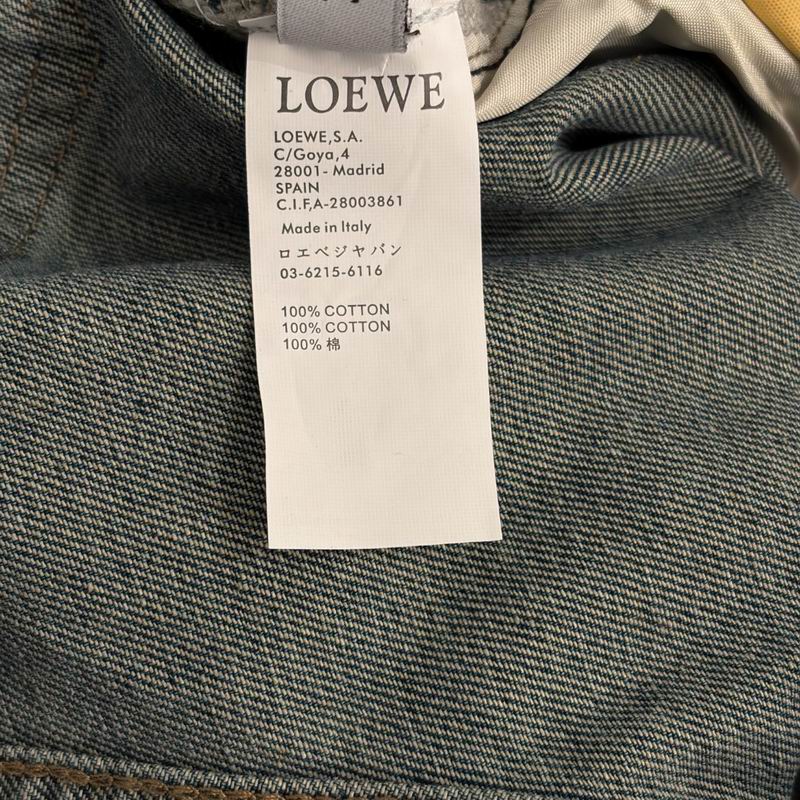 LOEWE
LOEWE,S.A.
C/Goya,4
28001- Madrid
SPAIN
C.I.F,A-28003861
Made in Italy
ロエベジャバン
03-6215-6116
100% COTTON
100% COTTON
100% 棉